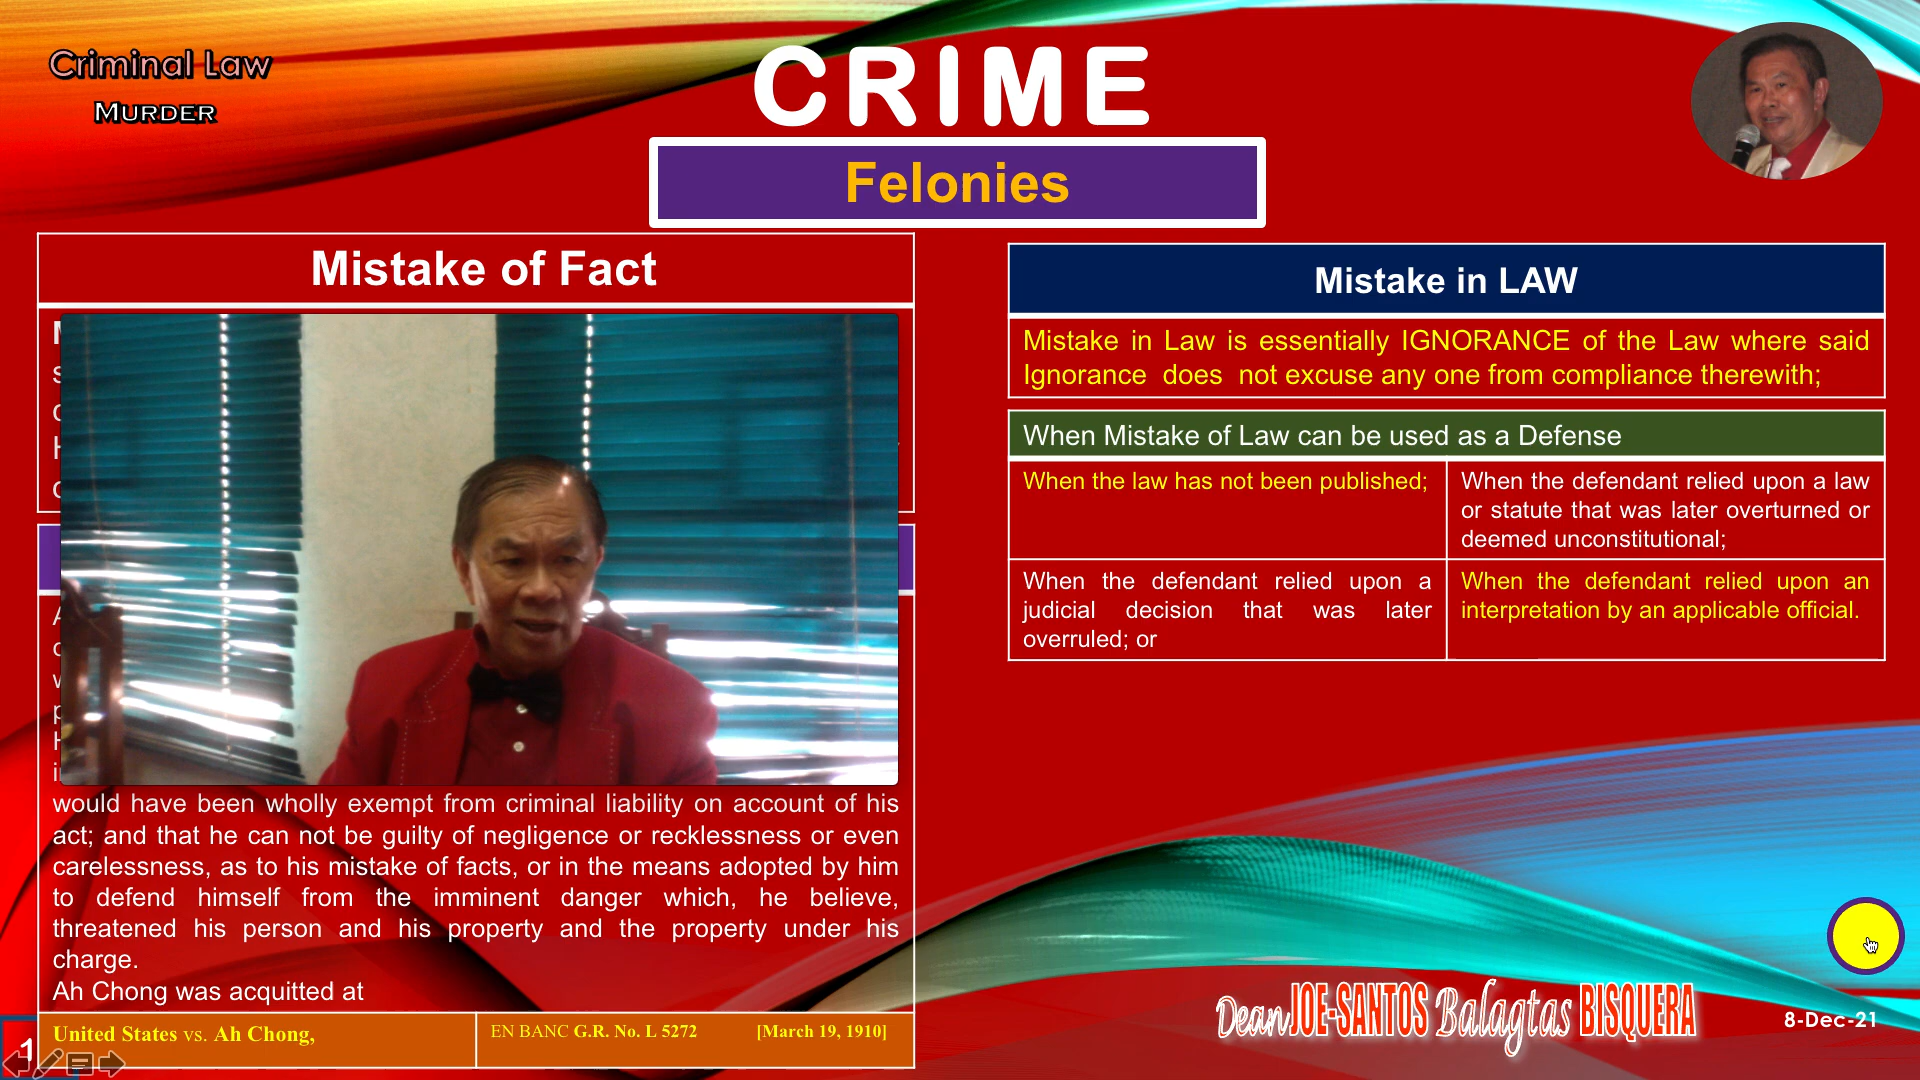 Criminal Law
MURDER
CRIME
Felonies
Mistake of Fact
would have been wholly exempt from criminal liability on account of his
act; and that he can not be guilty of negligence or recklessness or even
carelessness, as to his mistake of facts, or in the means adopted by him
to defend himself from the imminent danger which, he believe,
threatened his person and his property and the property under his
charge.
Ah Chong was acquitted at
United States vs. Ah Chong,
EN BANC G.R. No. L 5272 [March 19, 1910]
Mistake in LAW
Mistake in Law is essentially IGNORANCE of the Law where said
Ignorance does not excuse any one from compliance therewith;
When Mistake of Law can be used as a Defense
When the law has not been published;
When the defendant relied upon a law
or statute that was later overturned or
deemed unconstitutional;
When the defendant relied upon a
judicial decision that was later
overruled; or
When the defendant relied upon an
interpretation by an applicable official.
Dean JOE-SANTOS Balagtas BISQUERA
8-Dec-21
1